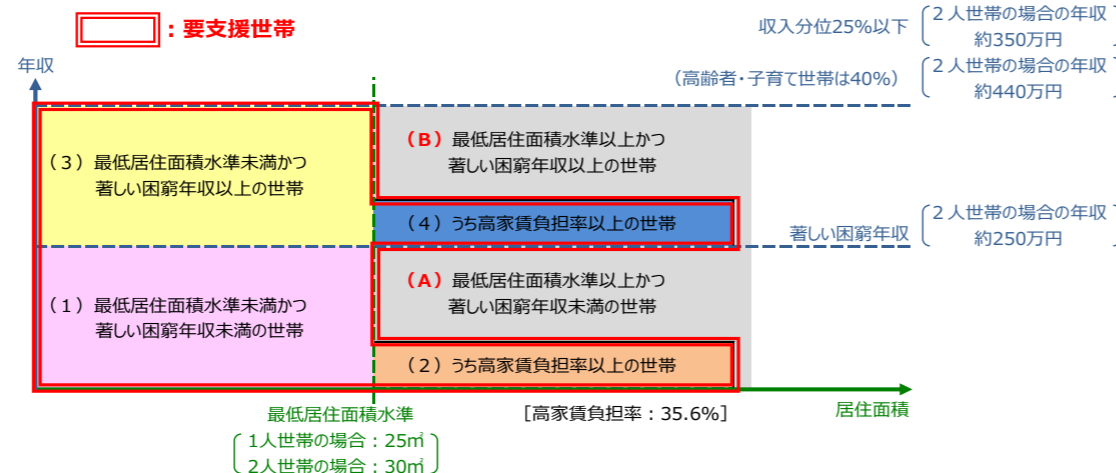 ：要支援世帯
収入分位25%以下
２人世帯の場合の年収
約350万円
年収
（高齢者・子育て世帯は40%）
２人世帯の場合の年収
約440万円
（３）最低居住面積水準未満かつ
著しい困窮年収以上の世帯
（B）最低居住面積水準以上かつ
著しい困窮年収以上の世帯
（４）うち高家賃負担率以上の世帯
著しい困窮年収
２人世帯の場合の年収
約250万円
（１）最低居住面積水準未満かつ
著しい困窮年収未満の世帯
（A）最低居住面積水準以上かつ
著しい困窮年収未満の世帯
（２）うち高家賃負担率以上の世帯
最低居住面積水準
[高家賃負担率：35.6%]
居住面積
1人世帯の場合：25㎡
2人世帯の場合：30㎡